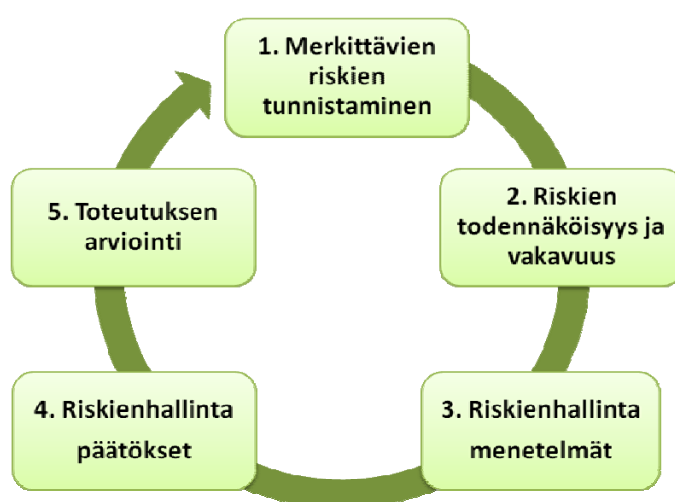 1. Merkittävien
riskien
tunnistaminen
2. Riskien
todennäköisyys ja
vakavuus
3. Riskienhallinta
menetelmät
4. Riskienhallinta
päätökset
5. Toteutuksen
arviointi